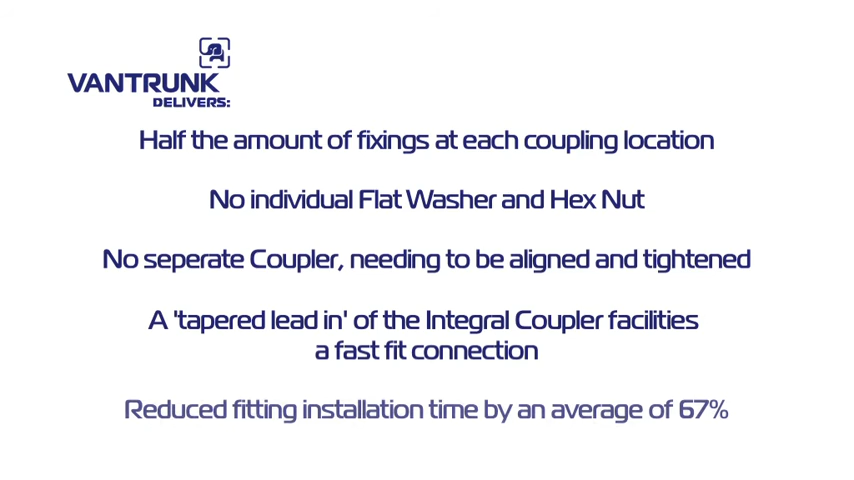 VANTRUNK
DELIVERS:
Half the amount of fixings at each coupling location
No individual Flat Washer and Hex Nut
No seperate Coupler, needing to be aligned and tightened
A 'tapered lead in' of the Integral Coupler facilities
a fast fit connection
Reduced fitting installation time by an average of 67%